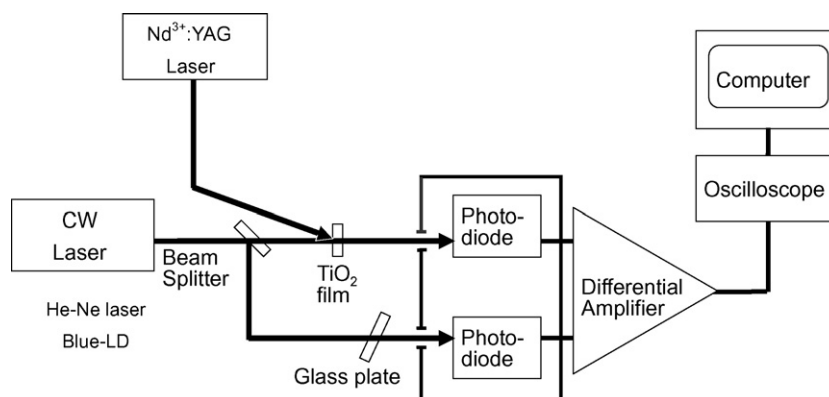 Nd³⁺:YAG
Laser
Computer
Oscilloscope
CW
Laser
Beam
Splitter
TiO₂
film
Photo-
diode
Differential
Amplifier
He-Ne laser
Blue-LD
Glass plate
Photo-
diode